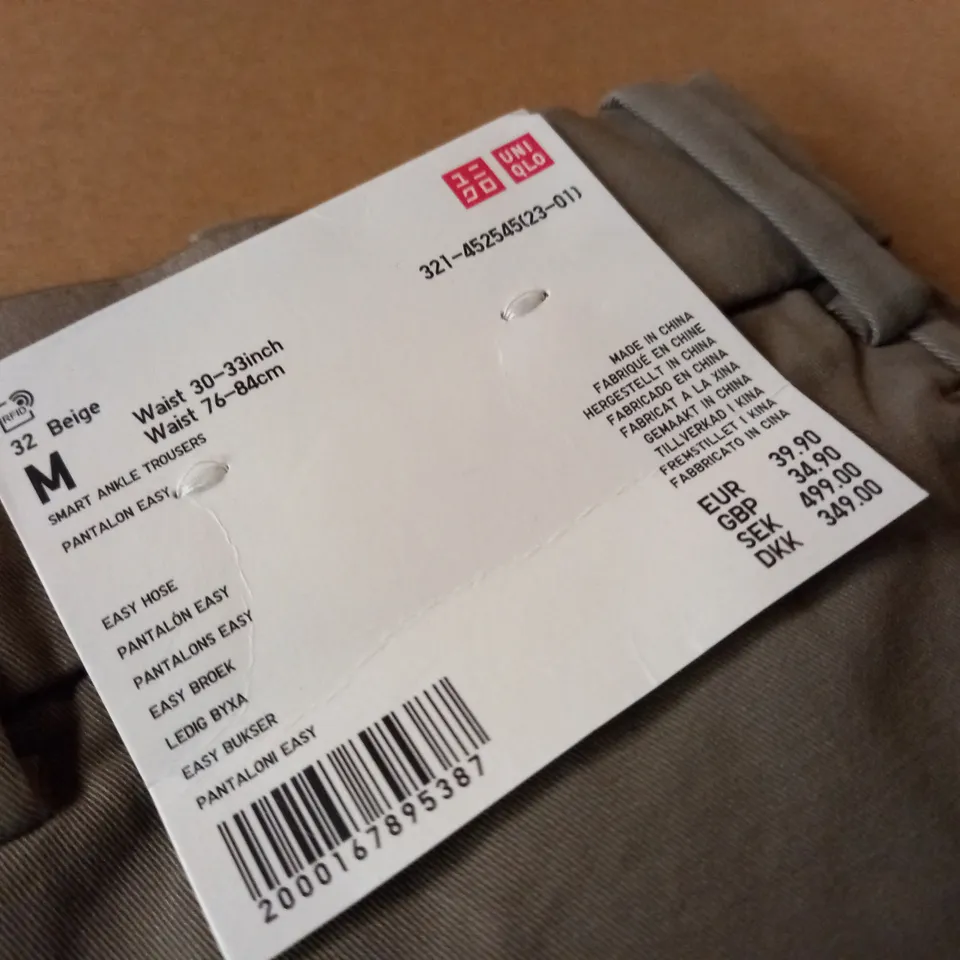 ユニ
クロ
UNI
QLO
321-452545(23-01)
RFID
32 Beige
Waist 30-33inch
Waist 76-84cm
M
SMART ANKLE TROUSERS
PANTALON EASY
EASY HOSE
PANTALÓN EASY
PANTALONS EASY
EASY BROEK
LEDIG BYXA
EASY BUKSER
PANTALONI EASY
MADE IN CHINA
FABRIQUÉ EN CHINE
HERGESTELLT IN CHINA
FABRICADO EN CHINA
FABRICAT A LA XINA
GEMAAKT IN CHINA
TILLVERKAD I KINA
FREMSTILLET I KINA
FABBRICATO IN CINA
EUR 39.90
GBP 34.90
SEK 499.00
DKK 349.00
2000167895387